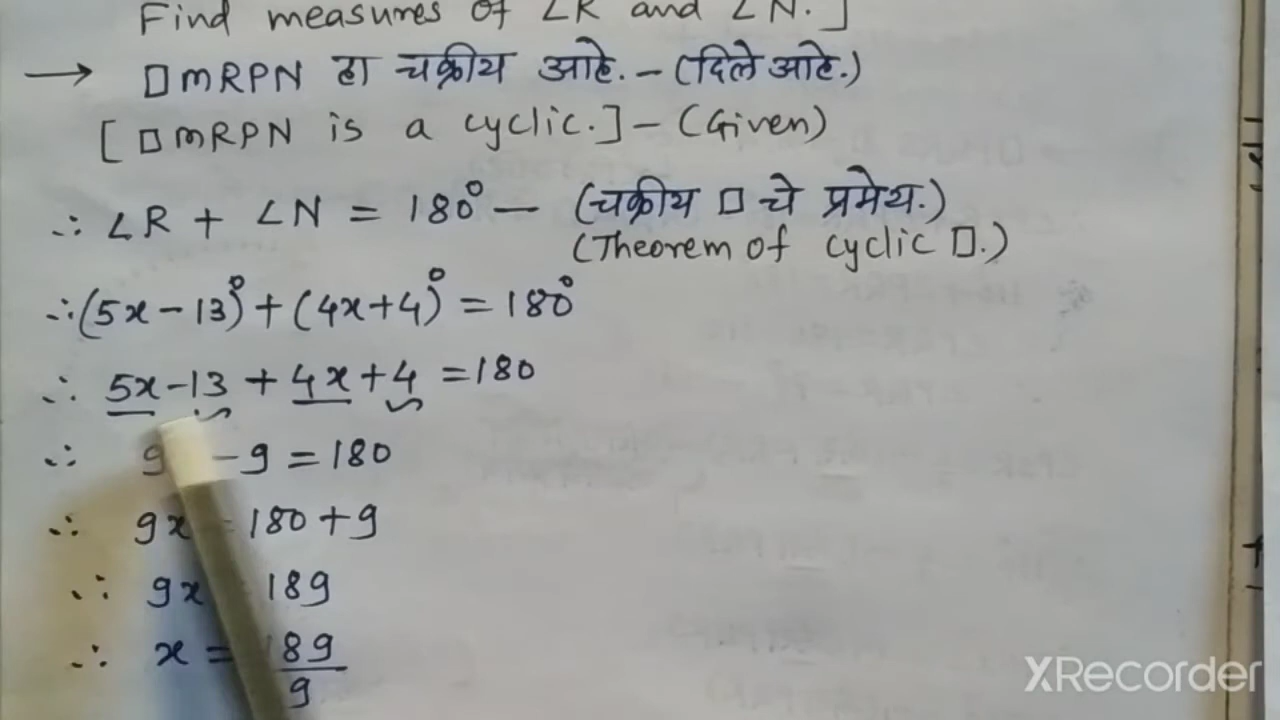 Find measures of ∠R and ∠N.]
→ □MRPN हा चक्रीय आहे. – (दिले आहे.)
[□MRPN is a cyclic.] – (Given)
∴ ∠R + ∠N = 180° – (चक्रीय □ चे प्रमेय.)
(Theorem of cyclic □.)
∴ (5x – 13)° + (4x + 4)° = 180°
∴ 5x – 13 + 4x + 4 = 180
∴ 9 – 9 = 180
∴ 9x = 180 + 9
∴ 9x 189
∴ x = 189/9
XRecorder